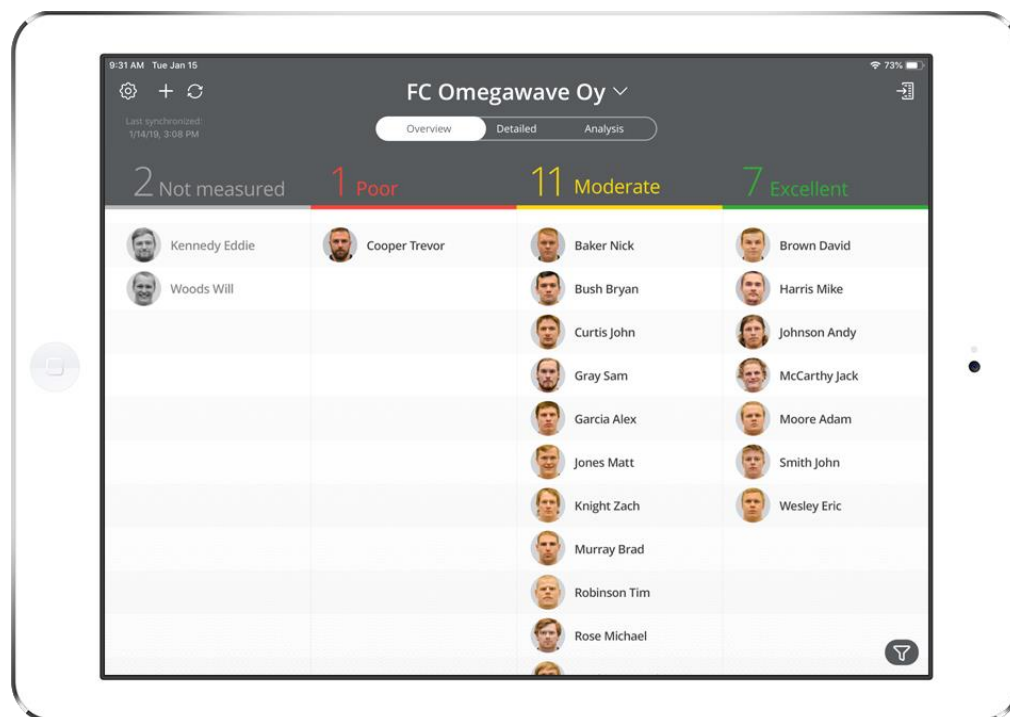 9:31 AM Tue Jan 15
73%
FC Omegawave Oy
Last synchronized:
1/14/19, 3:08 PM
Overview Detailed Analysis
2 Not measured 1 Poor 11 Moderate 7 Excellent
Kennedy Eddie Cooper Trevor Baker Nick Brown David
Woods Will Bush Bryan Harris Mike
Curtis John Johnson Andy
Gray Sam McCarthy Jack
Garcia Alex Moore Adam
Jones Matt Smith John
Knight Zach Wesley Eric
Murray Brad
Robinson Tim
Rose Michael